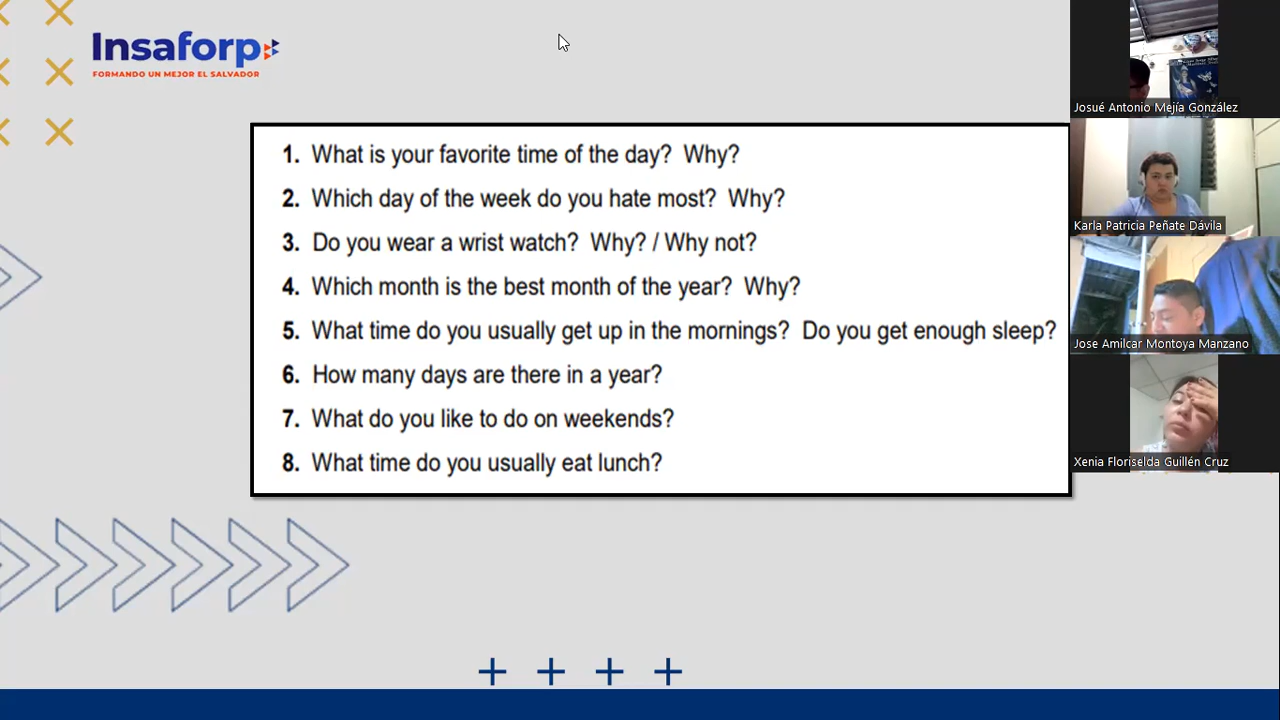 Insaforp
FORMANDO UN MEJOR EL SALVADOR
1. What is your favorite time of the day? Why?
2. Which day of the week do you hate most? Why?
3. Do you wear a wrist watch? Why? / Why not?
4. Which month is the best month of the year? Why?
5. What time do you usually get up in the mornings? Do you get enough sleep?
6. How many days are there in a year?
7. What do you like to do on weekends?
8. What time do you usually eat lunch?
Josué Antonio Mejía González
Karla Patricia Peñate Dávila
Jose Amilcar Montoya Manzano
Xenia Floriselda Guillén Cruz